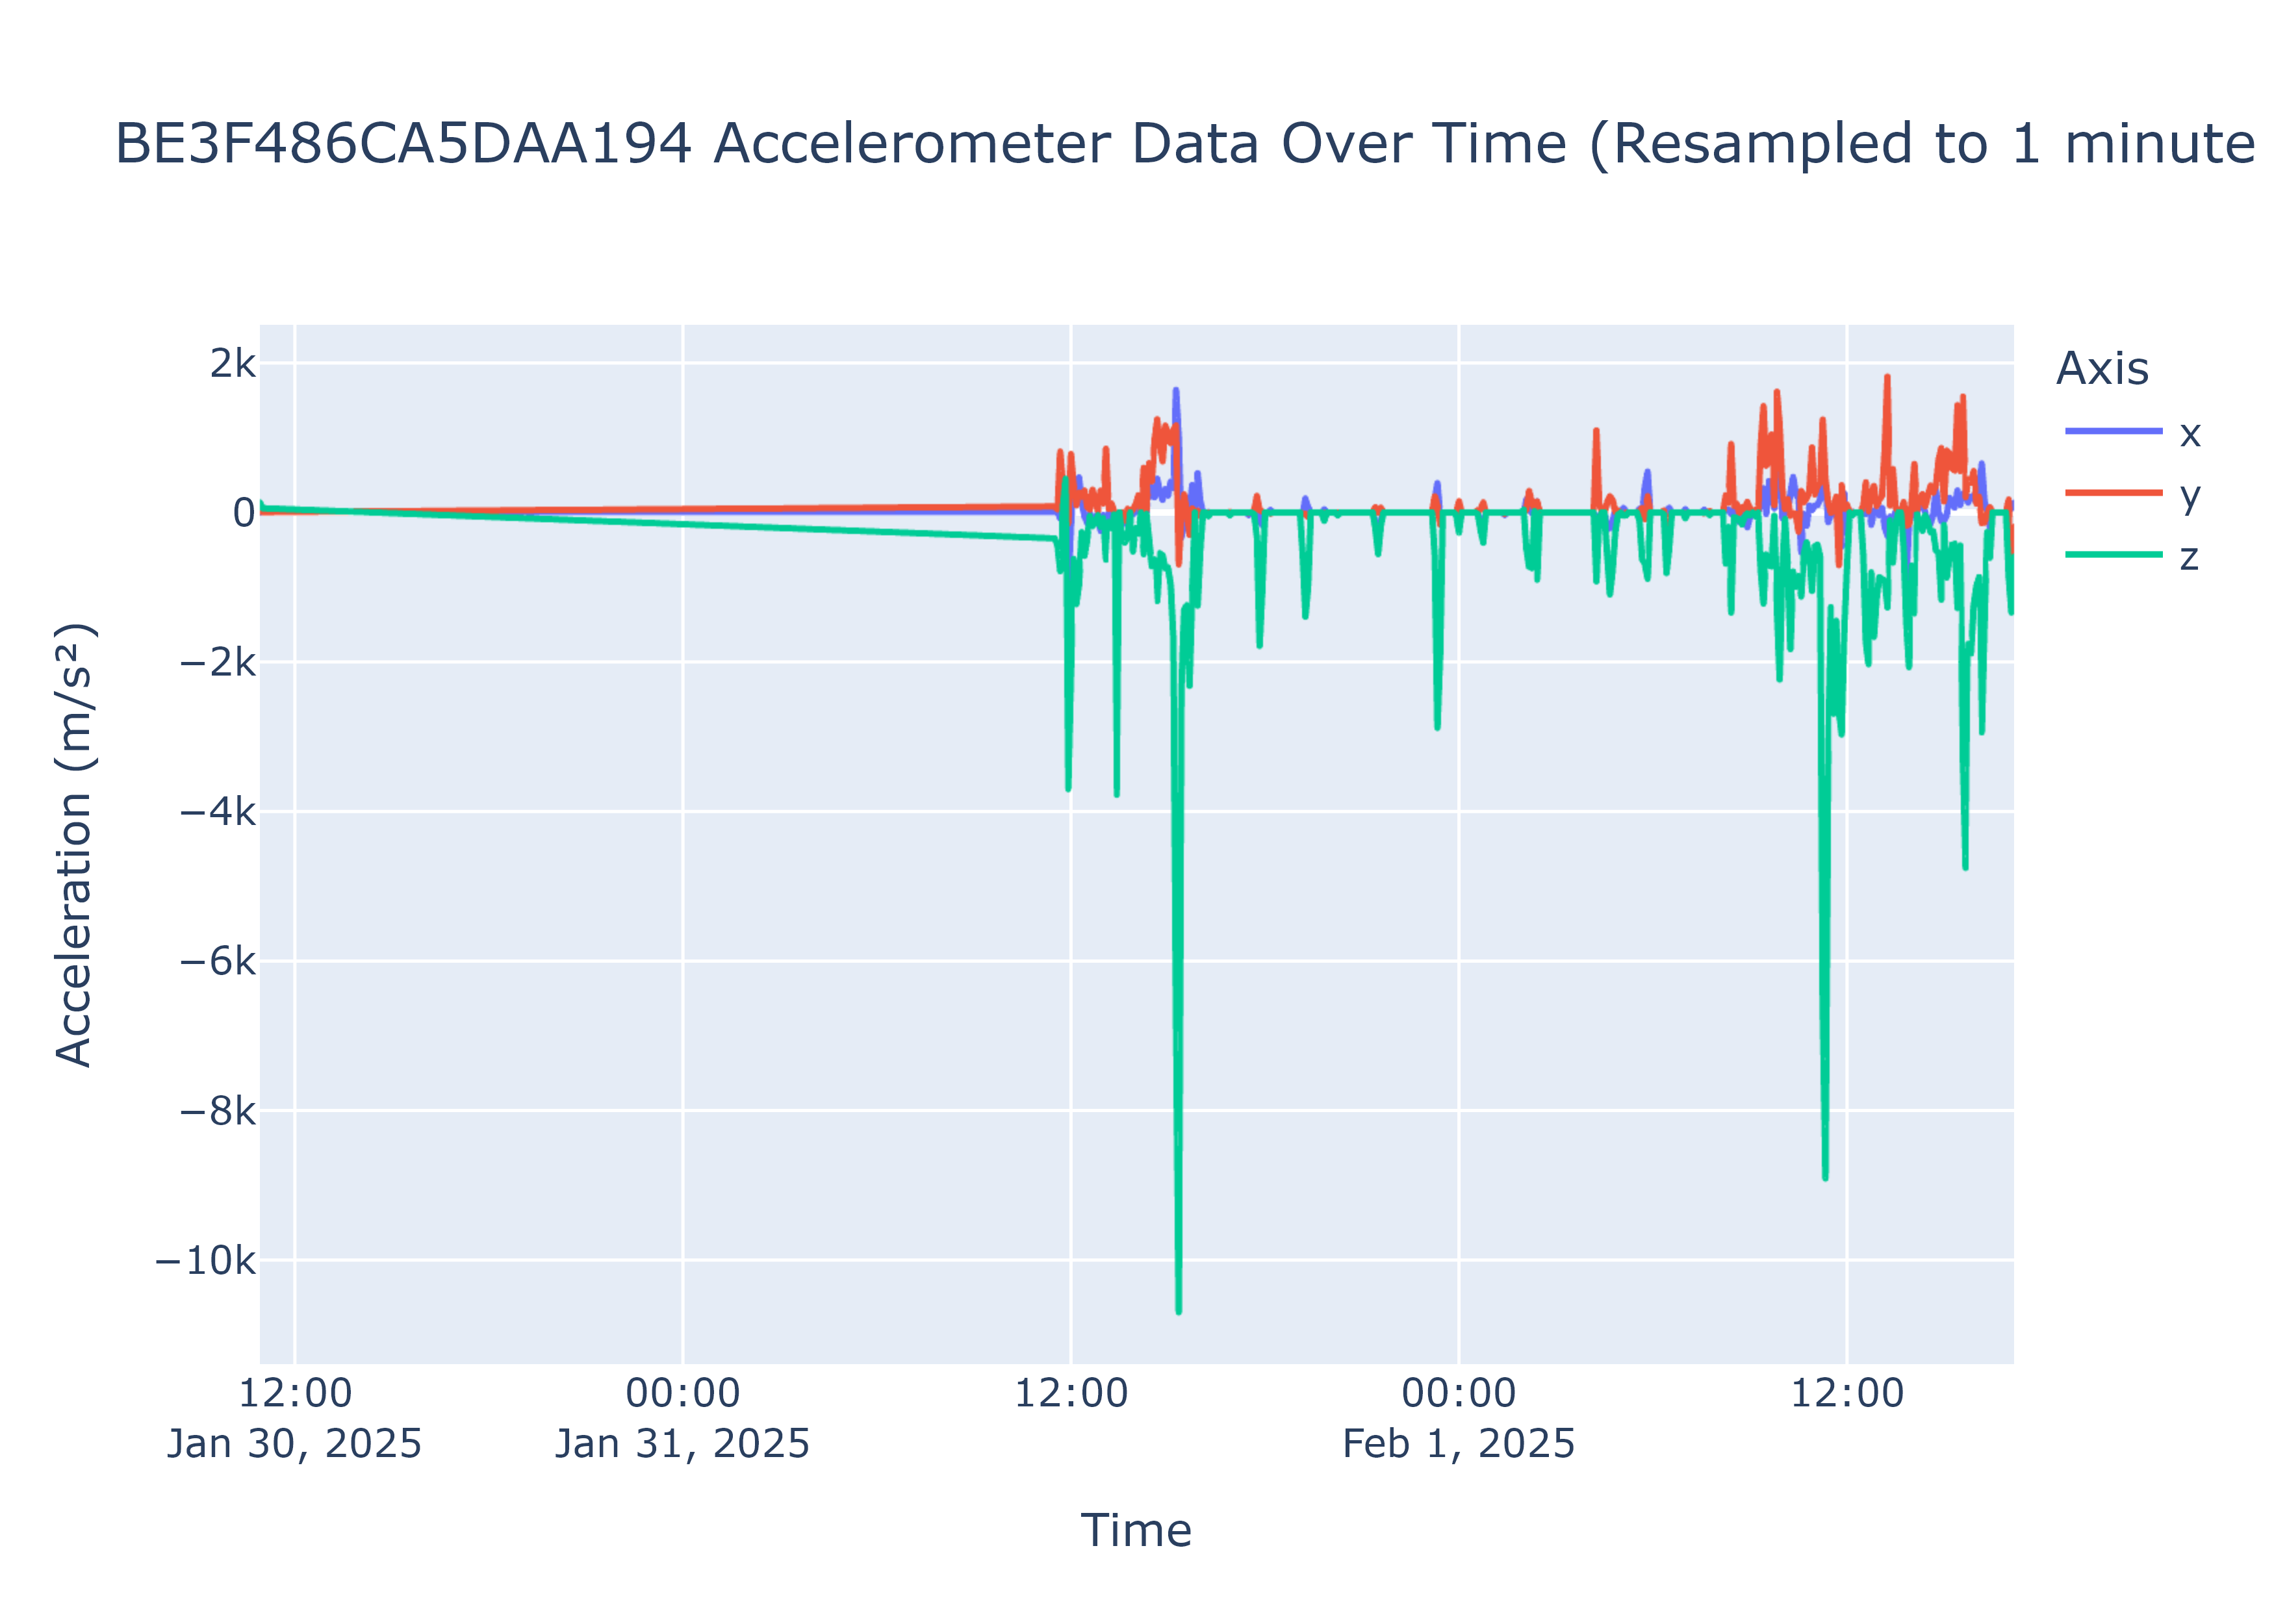 BE3F486CA5DAA194 Accelerometer Data Over Time (Resampled to 1 minute
Axis
x
y
z
2k
0
−2k
−4k
−6k
−8k
−10k
Acceleration (m/s²)
12:00
Jan 30, 2025
00:00
Jan 31, 2025
12:00
00:00
Feb 1, 2025
12:00
Time